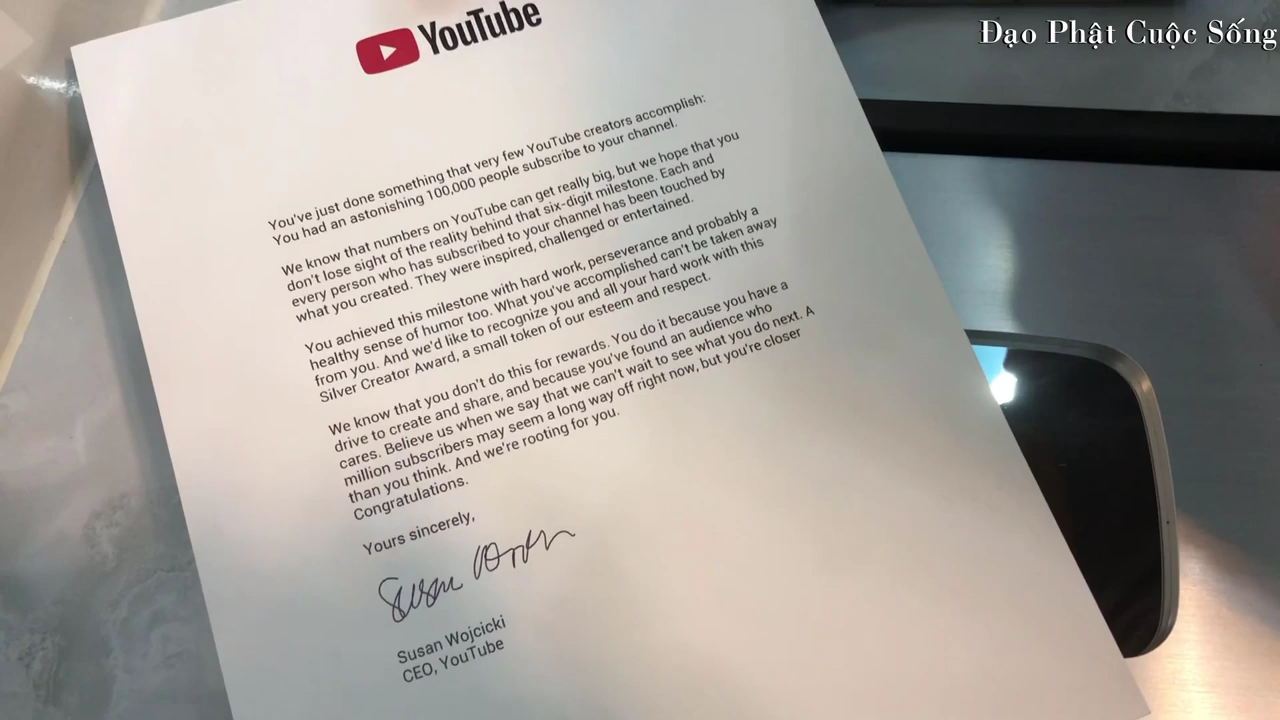 Đạo Phật Cuộc Sống
YouTube
You've just done something that very few YouTube creators accomplish:
You had an astonishing 100,000 people subscribe to your channel.
We know that numbers on YouTube can get really big, but we hope that you
don't lose sight of the reality behind that six-digit milestone. Each and
every person who has subscribed to your channel has been touched by
what you created. They were inspired, challenged or entertained.
You achieved this milestone with hard work, perseverance and probably a
healthy sense of humor too. What you've accomplished can't be taken away
from you. And we'd like to recognize you and all your hard work with this
Silver Creator Award, a small token of our esteem and respect.
We know that you don't do this for rewards. You do it because you have a
drive to create and share, and because you've found an audience who
cares. Believe us when we say that we can't wait to see what you do next. A
million subscribers may seem a long way off right now, but you're closer
than you think. And we're rooting for you.
Congratulations.
Yours sincerely,
Susan Wojcicki
CEO, YouTube